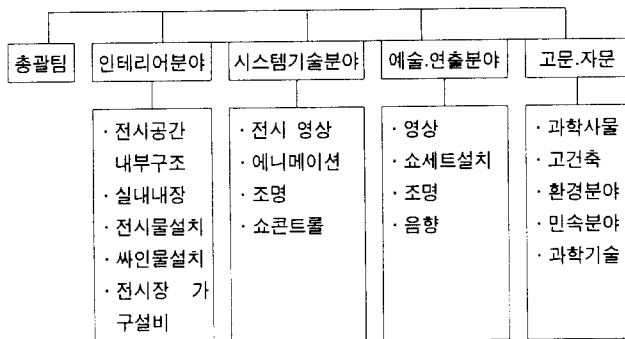 총괄팀
인테리어분야
시스템기술분야
예술.연출분야
고문.자문
· 전시공간
내부구조
· 실내내장
· 전시물설치
· 싸인물설치
· 전시장 가
구설비
· 전시 영상
· 에니메이션
· 조명
· 쇼콘트롤
· 영상
· 쇼세트설치
· 조명
· 음향
· 과학사물
· 고건축
· 환경분야
· 민속분야
· 과학기술